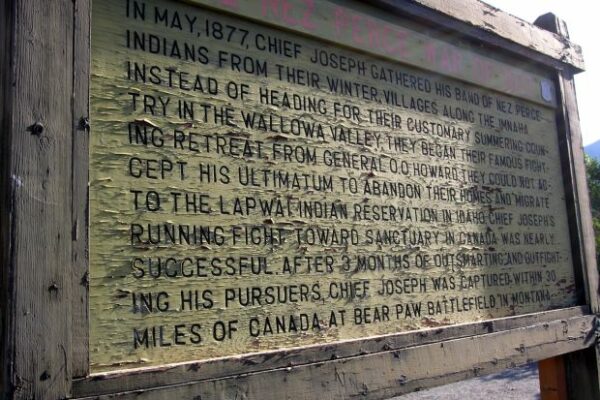 NEZ PERCE WAR
IN MAY, 1877, CHIEF JOSEPH GATHERED HIS BAND OF NEZ PERCE
INDIANS FROM THEIR WINTER VILLAGES ALONG THE IMNAHA
INSTEAD OF HEADING FOR THEIR CUSTOMARY SUMMERING COUN-
TRY IN THE WALLOWA VALLEY, THEY BEGAN THEIR FAMOUS FIGHT-
ING RETREAT FROM GENERAL O.O. HOWARD. THEY COULD NOT AC-
CEPT HIS ULTIMATUM TO ABANDON THEIR HOMES AND MIGRATE
TO THE LAPWAI INDIAN RESERVATION IN IDAHO. CHIEF JOSEPH'S
RUNNING FIGHT TOWARD SANCTUARY IN CANADA WAS NEARLY
SUCCESSFUL. AFTER 3 MONTHS OF OUTSMARTING AND OUTFIGHT-
ING HIS PURSUERS, CHIEF JOSEPH WAS CAPTURED WITHIN 30
MILES OF CANADA AT BEAR PAW BATTLEFIELD IN MONTANA